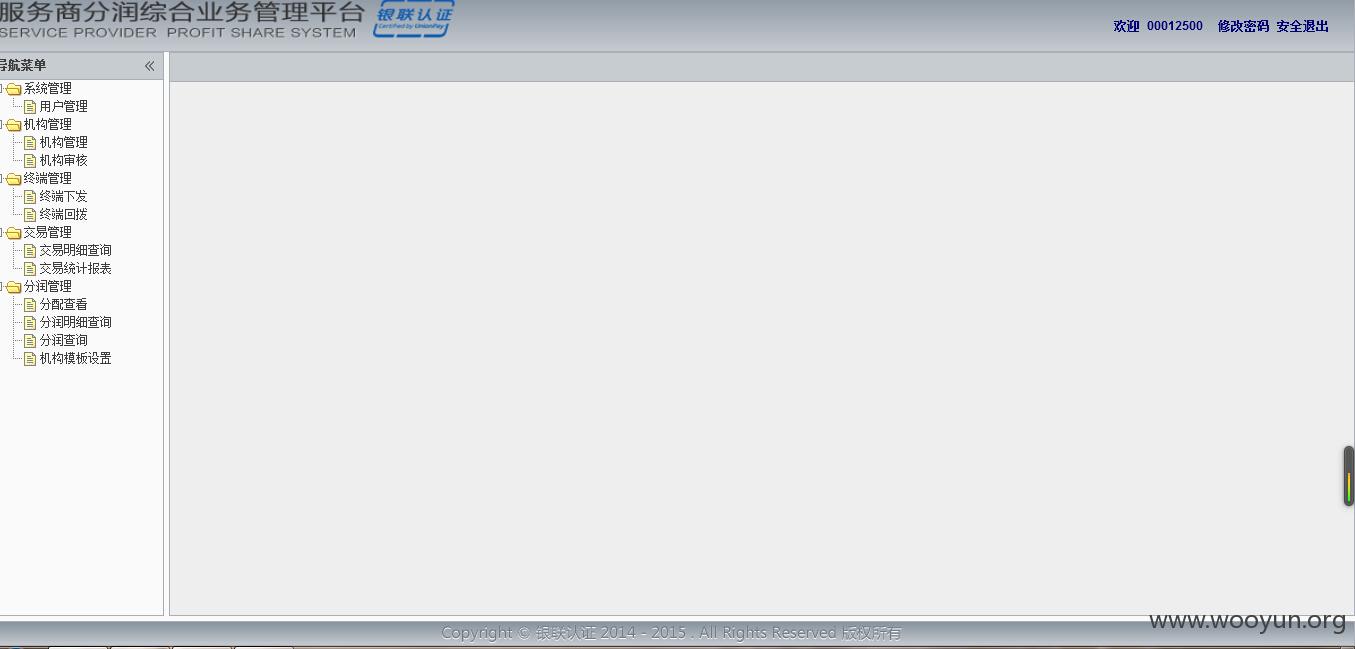 服务商分润综合业务管理平台
SERVICE PROVIDER PROFIT SHARE SYSTEM
银联认证
Certified by UnionPay
欢迎 00012500 修改密码 安全退出
导航菜单
系统管理
用户管理
机构管理
机构管理
机构审核
终端管理
终端下发
终端回拨
交易管理
交易明细查询
交易统计报表
分润管理
分配查看
分润明细查询
分润查询
机构模板设置
www.wooyun.org
Copyright © 银联认证 2014 - 2015 . All Rights Reserved 版权所有